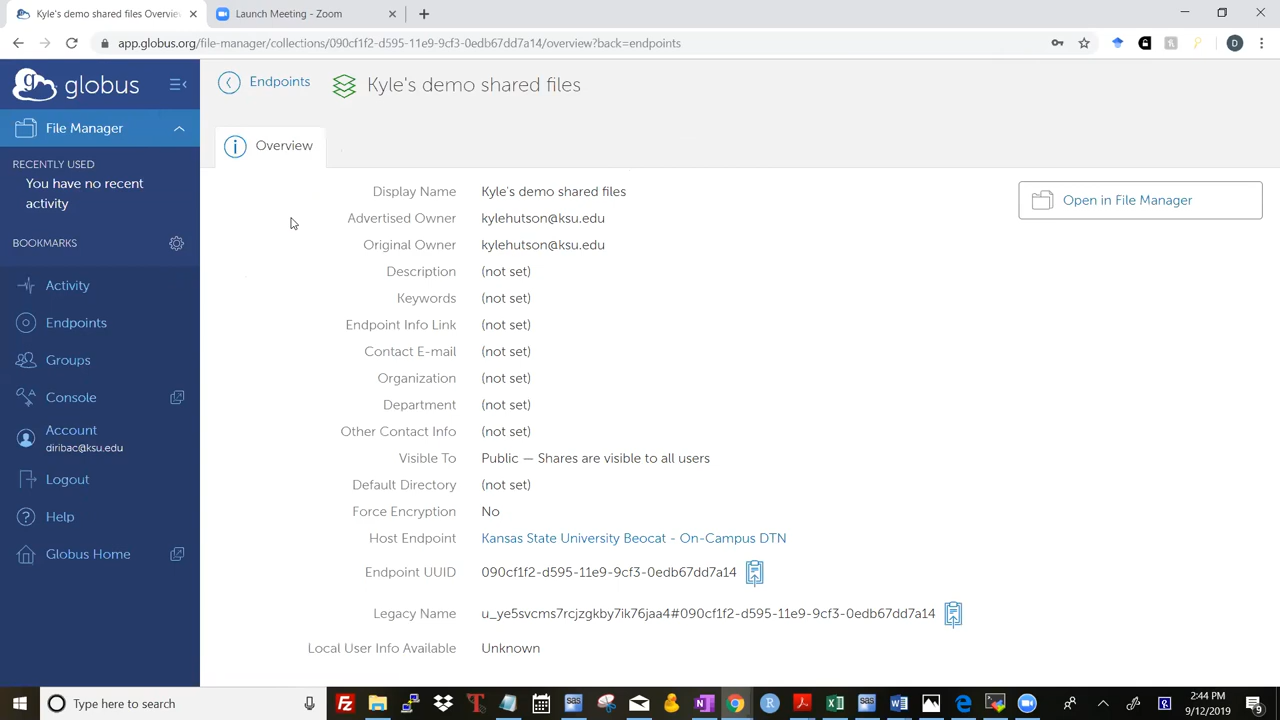 Kyle's demo shared files Overvie
Launch Meeting - Zoom
app.globus.org/file-manager/collections/090cf1f2-d595-11e9-9cf3-0edb67dd7a14/overview?back=endpoints
D
g globus
File Manager
RECENTLY USED
You have no recent
activity
BOOKMARKS
Activity
Endpoints
Groups
Console
Account
diribac@ksu.edu
Logout
Help
Globus Home
Endpoints
Kyle's demo shared files
Overview
Display Name Kyle's demo shared files
Advertised Owner kylehutson@ksu.edu
Original Owner kylehutson@ksu.edu
Description (not set)
Keywords (not set)
Endpoint Info Link (not set)
Contact E-mail (not set)
Organization (not set)
Department (not set)
Other Contact Info (not set)
Visible To Public — Shares are visible to all users
Default Directory (not set)
Force Encryption No
Host Endpoint Kansas State University Beocat - On-Campus DTN
Endpoint UUID 090cf1f2-d595-11e9-9cf3-0edb67dd7a14
Legacy Name u_ye5svcms7rcjzgkby7ik76jaa4#090cf1f2-d595-11e9-9cf3-0edb67dd7a14
Local User Info Available Unknown
Open in File Manager
Type here to search
2:44 PM
9/12/2019